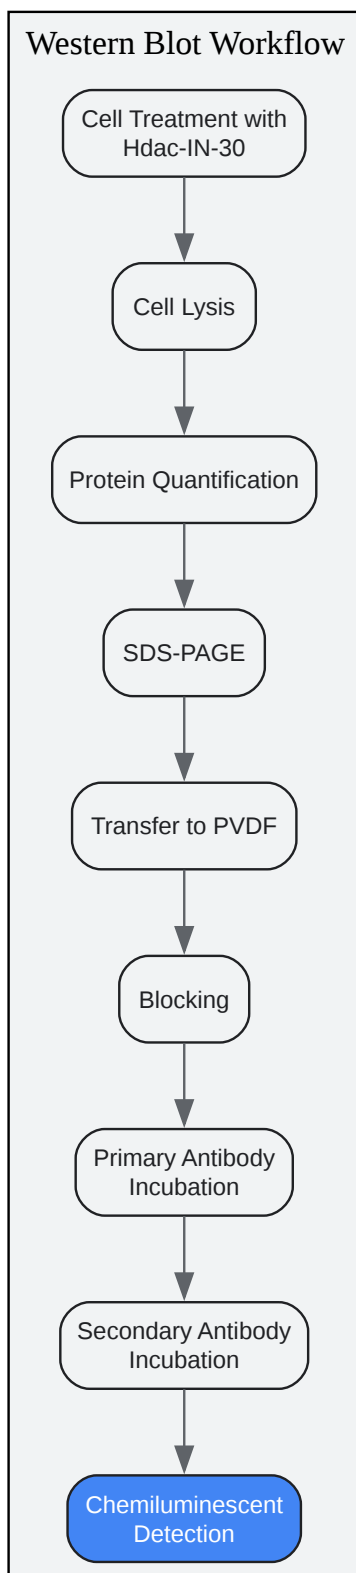 Western Blot Workflow
Cell Treatment with
Hdac-IN-30
Cell Lysis
Protein Quantification
SDS-PAGE
Transfer to PVDF
Blocking
Primary Antibody
Incubation
Secondary Antibody
Incubation
Chemiluminescent
Detection